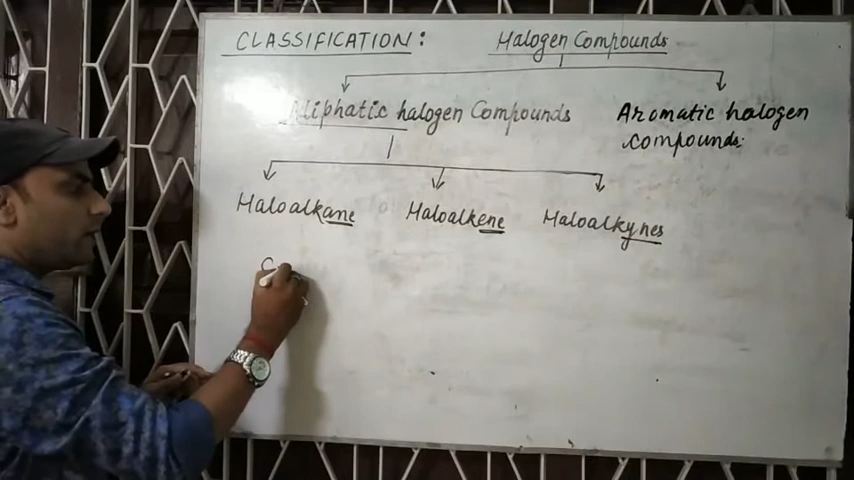 CLASSIFICATION: Halogen Compounds
Aliphatic halogen Compounds Aromatic halogen
compounds.
Haloalkane Haloalkene Haloalkynes
C